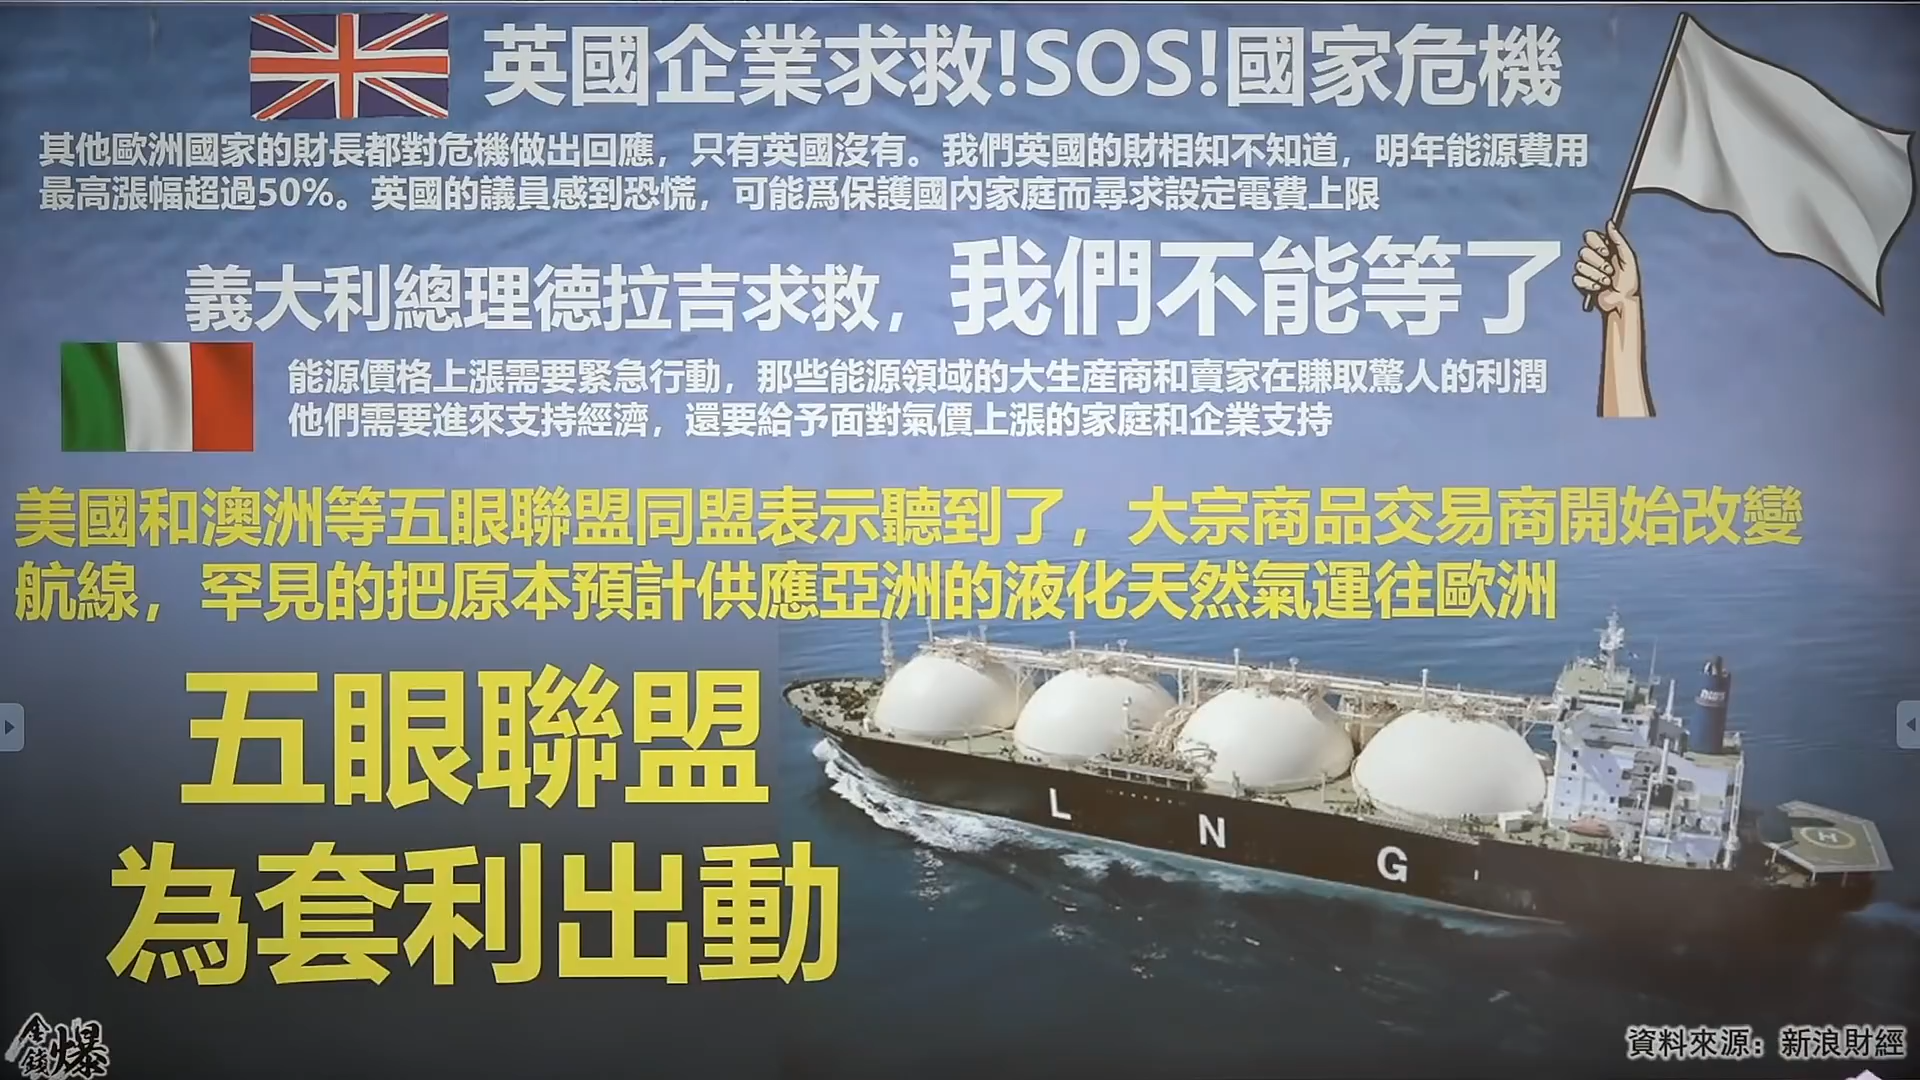 英國企業求救!SOS!國家危機
其他歐洲國家的財長都對危機做出回應，只有英國沒有。我們英國的財相知不知道，明年能源費用
最高漲幅超過50%。英國的議員感到恐慌，可能爲保護國內家庭而尋求設定電費上限
義大利總理德拉吉求救，我們不能等了
能源價格上漲需要緊急行動，那些能源領域的大生産商和賣家在賺取驚人的利潤
他們需要進來支持經濟，還要給予面對氣價上漲的家庭和企業支持
美國和澳洲等五眼聯盟同盟表示聽到了，大宗商品交易商開始改變
航線，罕見的把原本預計供應亞洲的液化天然氣運往歐洲
五眼聯盟
為套利出動
L N G
H
金錢爆
資料來源：新浪財經